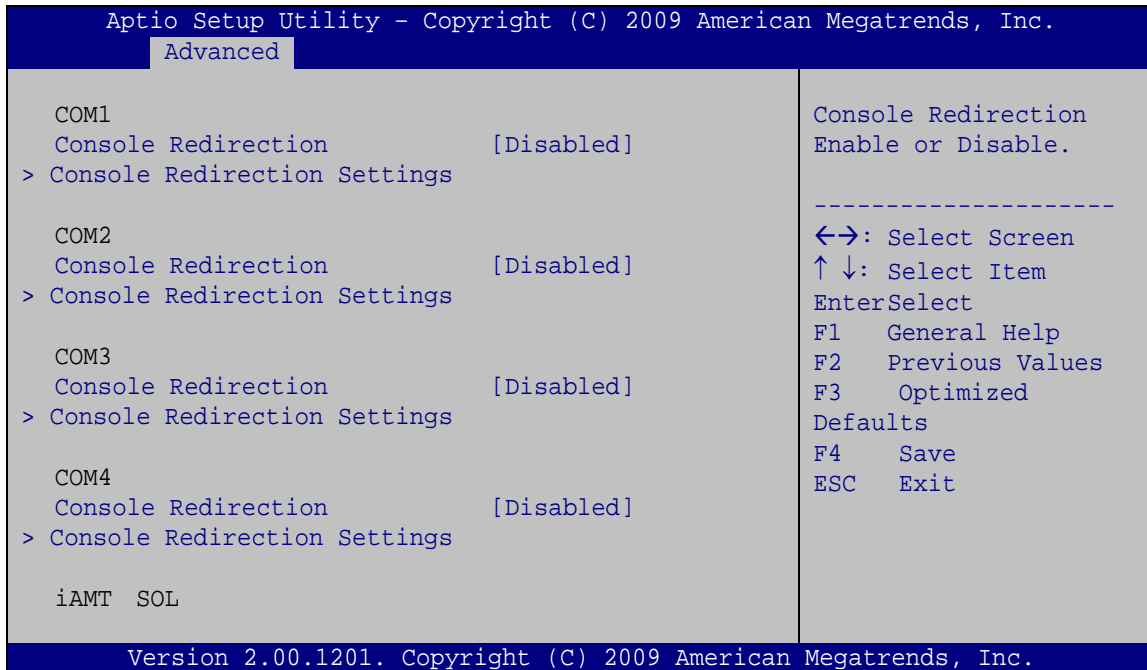 Aptio Setup Utility – Copyright (C) 2009 American Megatrends, Inc.
Advanced
COM1
Console Redirection [Disabled]
> Console Redirection Settings
COM2
Console Redirection [Disabled]
> Console Redirection Settings
COM3
Console Redirection [Disabled]
> Console Redirection Settings
COM4
Console Redirection [Disabled]
> Console Redirection Settings
iAMT SOL
Console Redirection
Enable or Disable.
---------------------
←→: Select Screen
↑ ↓: Select Item
EnterSelect
F1 General Help
F2 Previous Values
F3 Optimized
Defaults
F4 Save
ESC Exit
Version 2.00.1201. Copyright (C) 2009 American Megatrends, Inc.